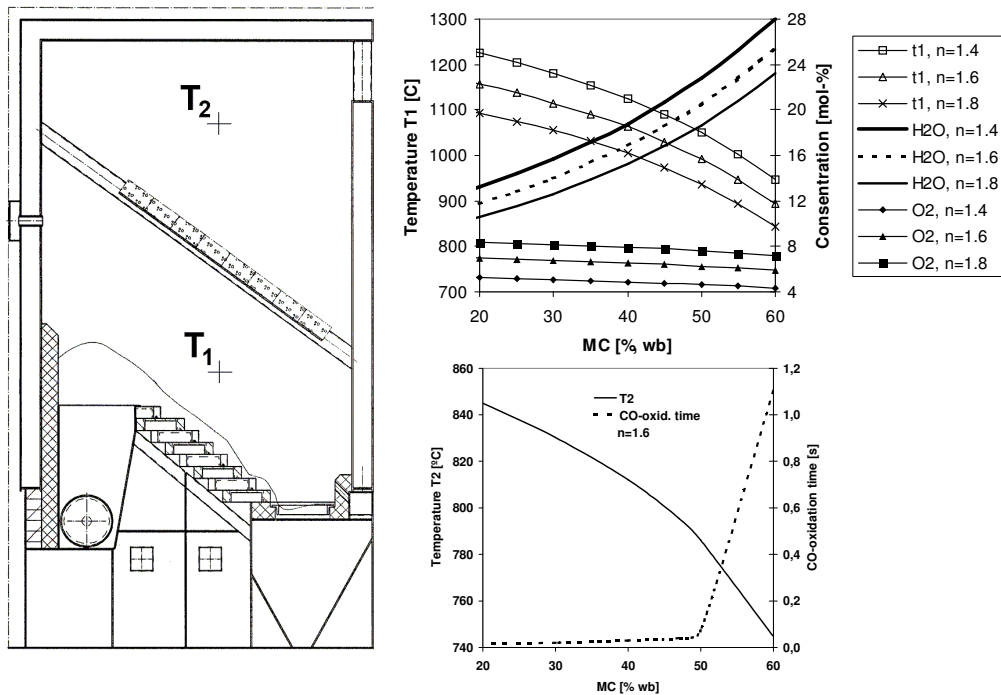 T2
T1
1300
1200
1100
1000
900
800
700
Temperature T1 [C]
28
24
20
16
12
8
4
Consentration [mol-%]
20 30 40 50 60
MC [%, wb]
t1, n=1.4
t1, n=1.6
t1, n=1.8
H2O, n=1.4
H2O, n=1.6
H2O, n=1.8
O2, n=1.4
O2, n=1.6
O2, n=1.8
860
840
820
800
780
760
740
Temperature T2 [ºC]
T2
CO-oxid. time
n=1.6
1,2
1,0
0,8
0,6
0,4
0,2
0,0
CO-oxidation time [s]
20 30 40 50 60
MC [% wb]